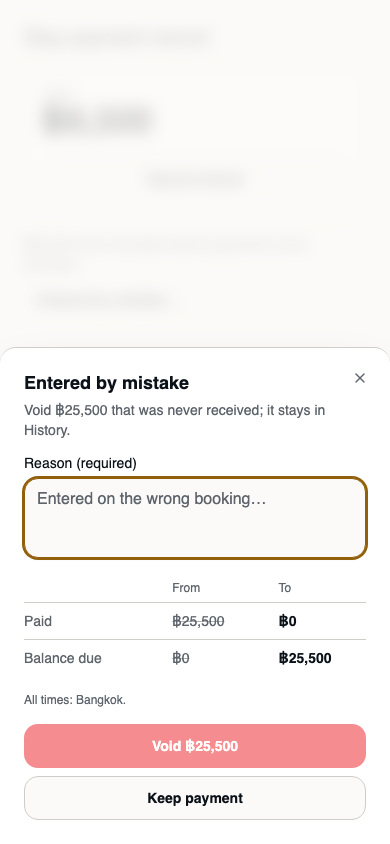 Entered by mistake
Void ฿25,500 that was never received; it stays in
History.
Reason (required)
Entered on the wrong booking…
From To
Paid ฿25,500 ฿0
Balance due ฿0 ฿25,500
All times: Bangkok.
Void ฿25,500
Keep payment